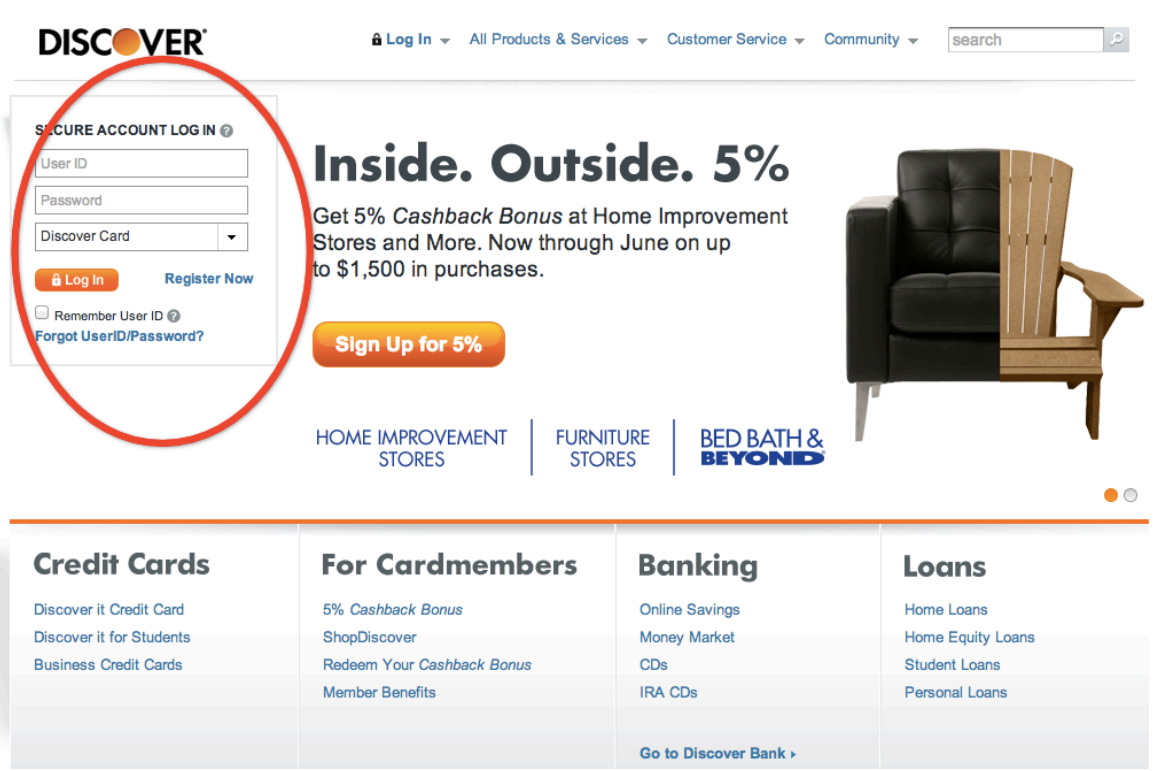 DISCOVER
Log In
All Products & Services
Customer Service
Community
search
SECURE ACCOUNT LOG IN ?
User ID
Password
Discover Card
Log In
Register Now
Remember User ID ?
Forgot UserID/Password?
Inside. Outside. 5%
Get 5% Cashback Bonus at Home Improvement
Stores and More. Now through June on up
to $1,500 in purchases.
Sign Up for 5%
HOME IMPROVEMENT
STORES
FURNITURE
STORES
BED BATH &
BEYOND
Credit Cards
Discover it Credit Card
Discover it for Students
Business Credit Cards
For Cardmembers
5% Cashback Bonus
ShopDiscover
Redeem Your Cashback Bonus
Member Benefits
Banking
Online Savings
Money Market
CDs
IRA CDs
Go to Discover Bank
Loans
Home Loans
Home Equity Loans
Student Loans
Personal Loans